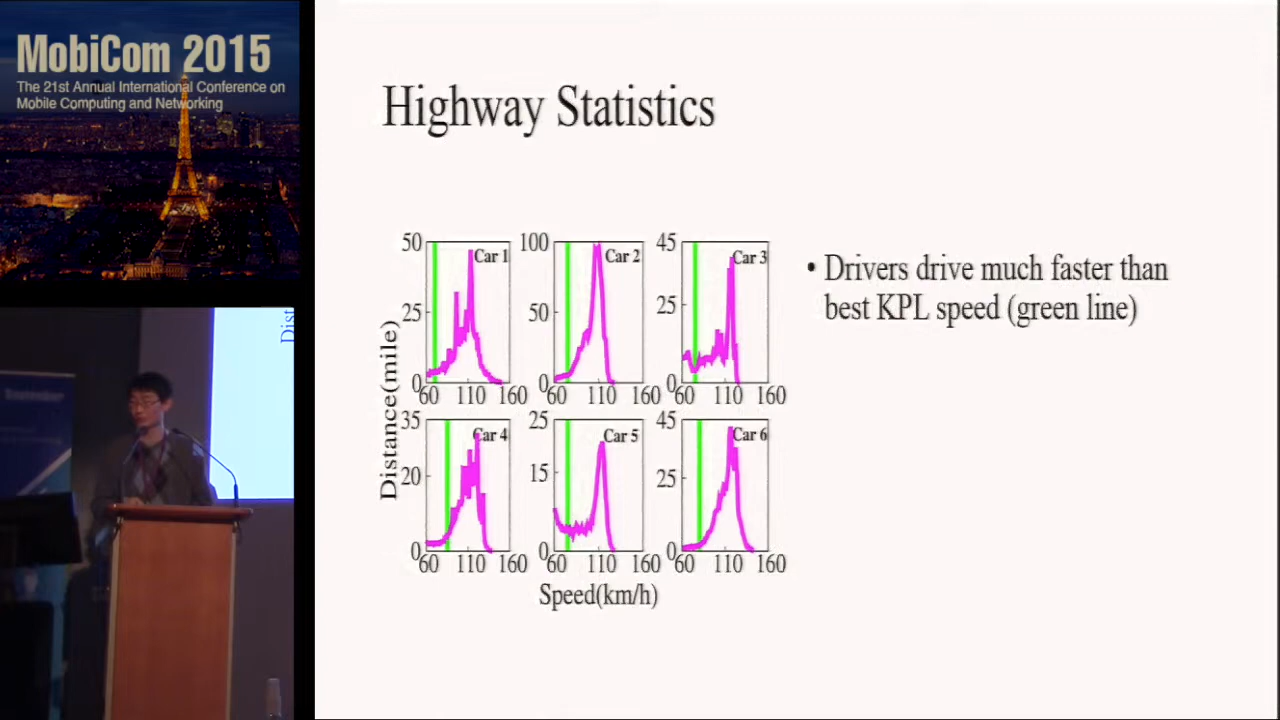 MobiCom 2015
The 21st Annual International Conference on
Mobile Computing and Networking
Highway Statistics
50
25
0
60 110 160
Car 1
100
50
0
60 110 160
Car 2
45
25
0
60 110 160
Car 3
35
20
0
60 110 160
Car 4
25
15
0
60 110 160
Car 5
45
25
0
60 110 160
Car 6
Distance(mile)
Speed(km/h)
• Drivers drive much faster than
best KPL speed (green line)
Dist